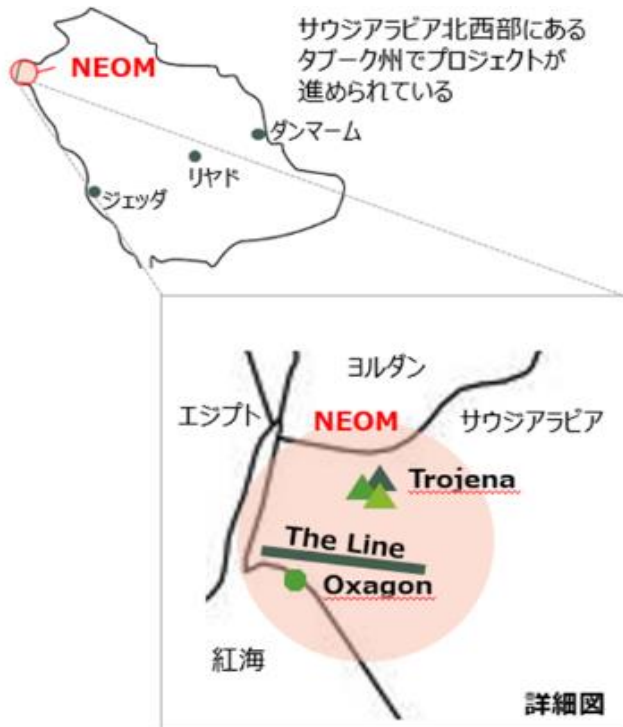 サウジアラビア北西部にある
タブーク州でプロジェクトが
進められている
NEOM
ダンマーム
リヤド
ジェッダ
ヨルダン
エジプト
NEOM
サウジアラビア
Trojena
The Line
Oxagon
紅海
詳細図